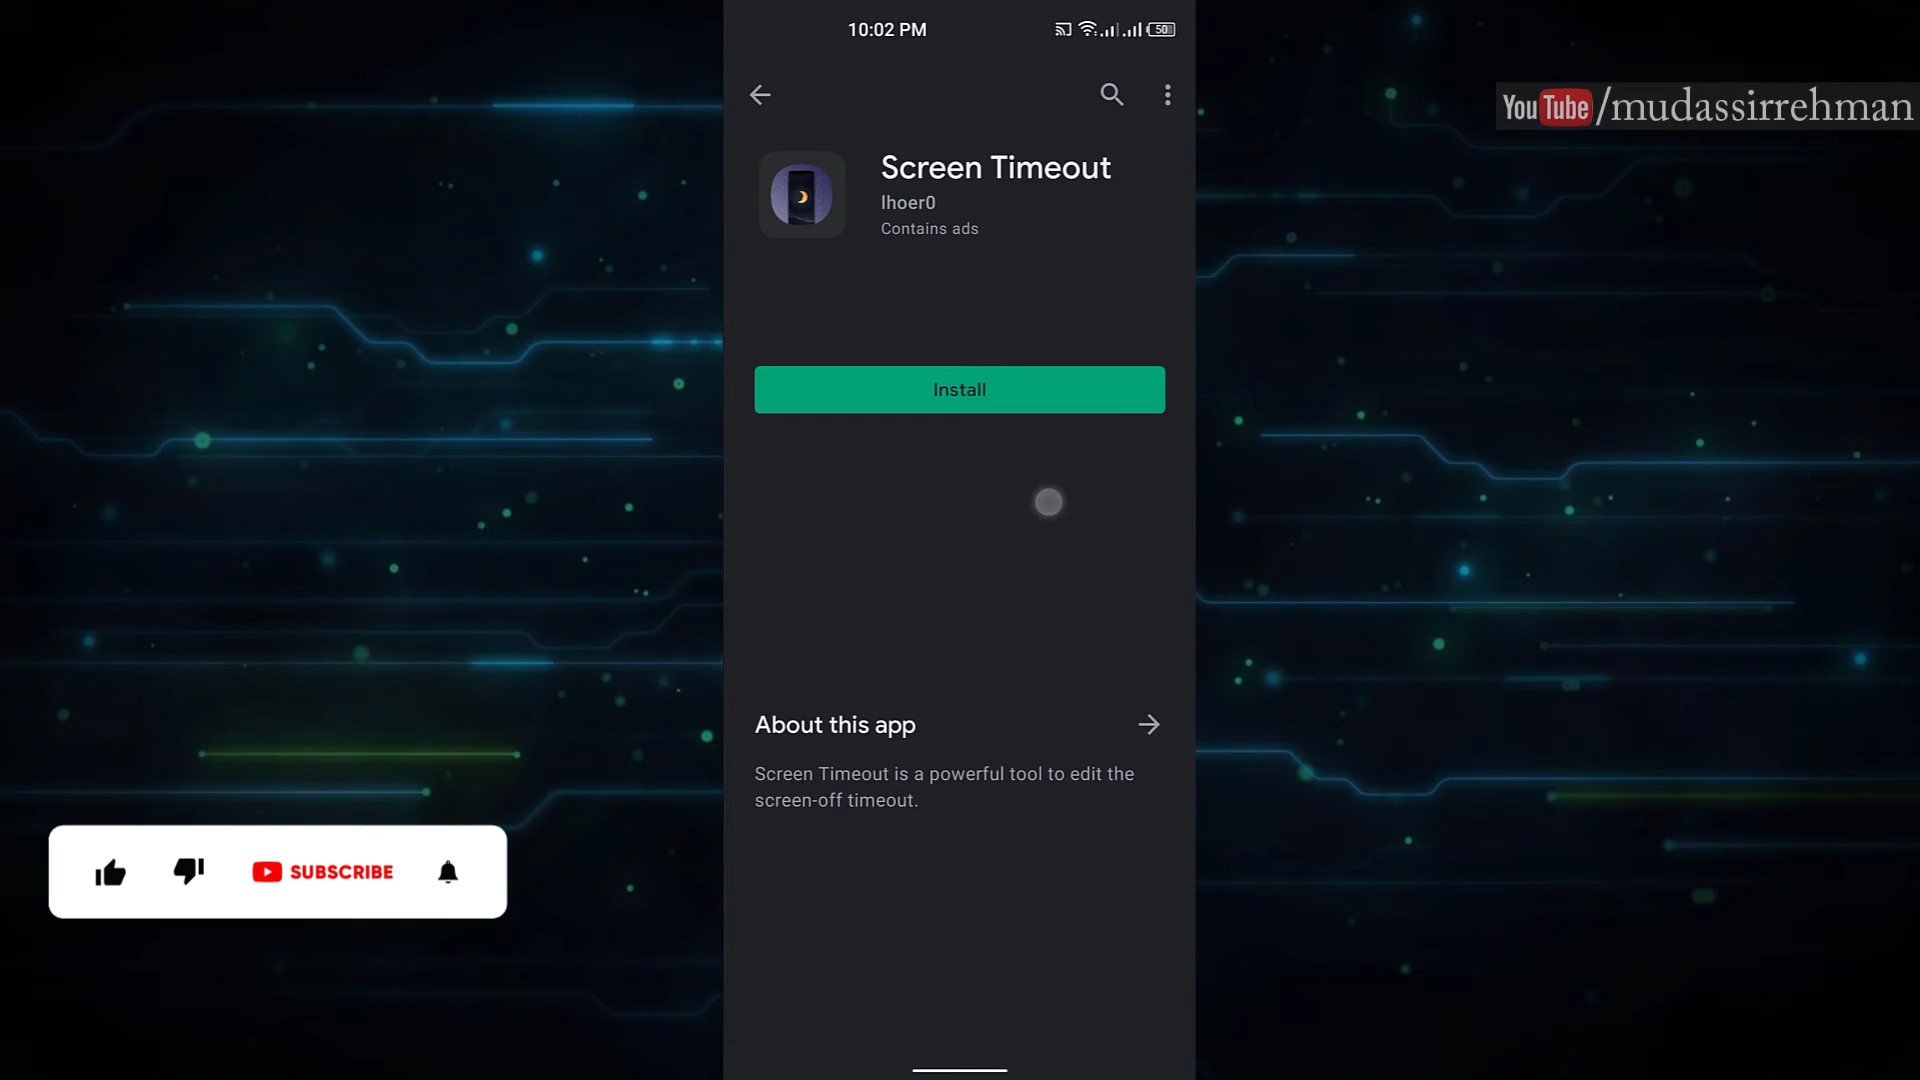 10:02 PM
50
YouTube/mudassirrehman
Screen Timeout
lhoer0
Contains ads
Install
About this app
Screen Timeout is a powerful tool to edit the
screen-off timeout.
SUBSCRIBE